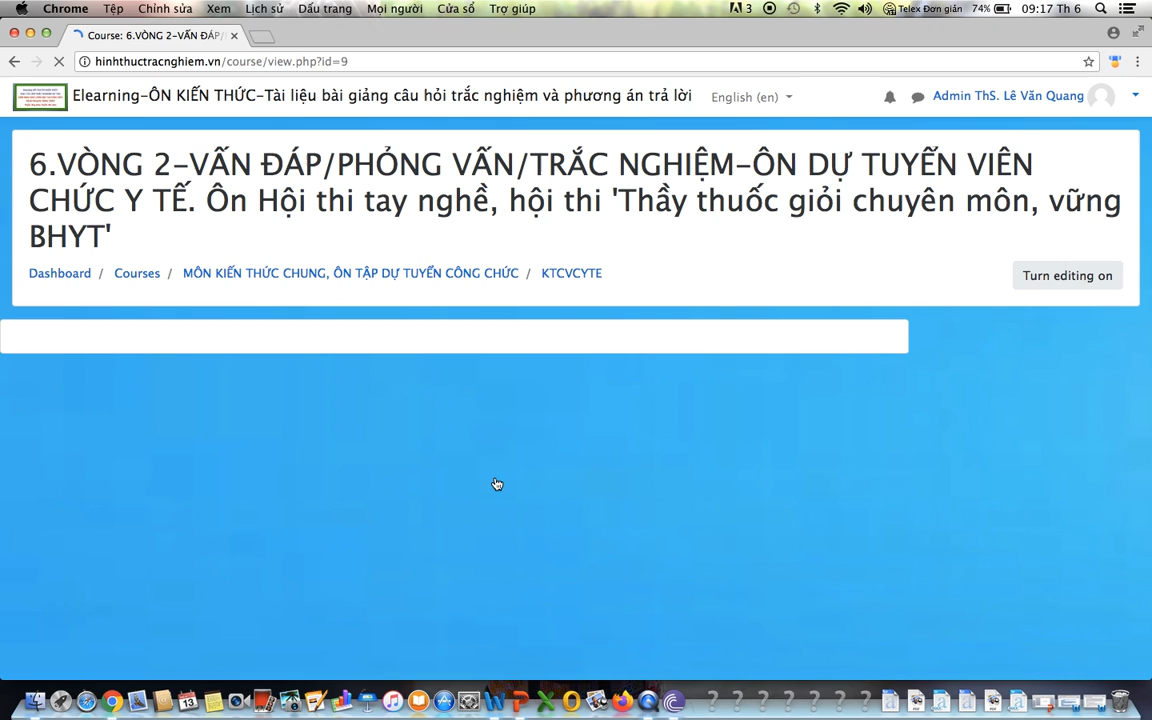 Chrome Tệp Chỉnh sửa Xem Lịch sử Dấu trang Mọi người Cửa sổ Trợ giúp 3 Telex Đơn giản 74% 09:17 Th 6
Course: 6.VÒNG 2-VẤN ĐÁP/
hinhthuctracnghiem.vn/course/view.php?id=9
Elearning-ÔN KIẾN THỨC-Tài liệu bài giảng câu hỏi trắc nghiệm và phương án trả lời English (en) Admin ThS. Lê Văn Quang
6.VÒNG 2-VẤN ĐÁP/PHỎNG VẤN/TRẮC NGHIỆM-ÔN DỰ TUYỂN VIÊN
CHỨC Y TẾ. Ôn Hội thi tay nghề, hội thi 'Thầy thuốc giỏi chuyên môn, vững
BHYT'
Dashboard / Courses / MÔN KIẾN THỨC CHUNG, ÔN TẬP DỰ TUYỂN CÔNG CHỨC / KTCVCYTE
Turn editing on